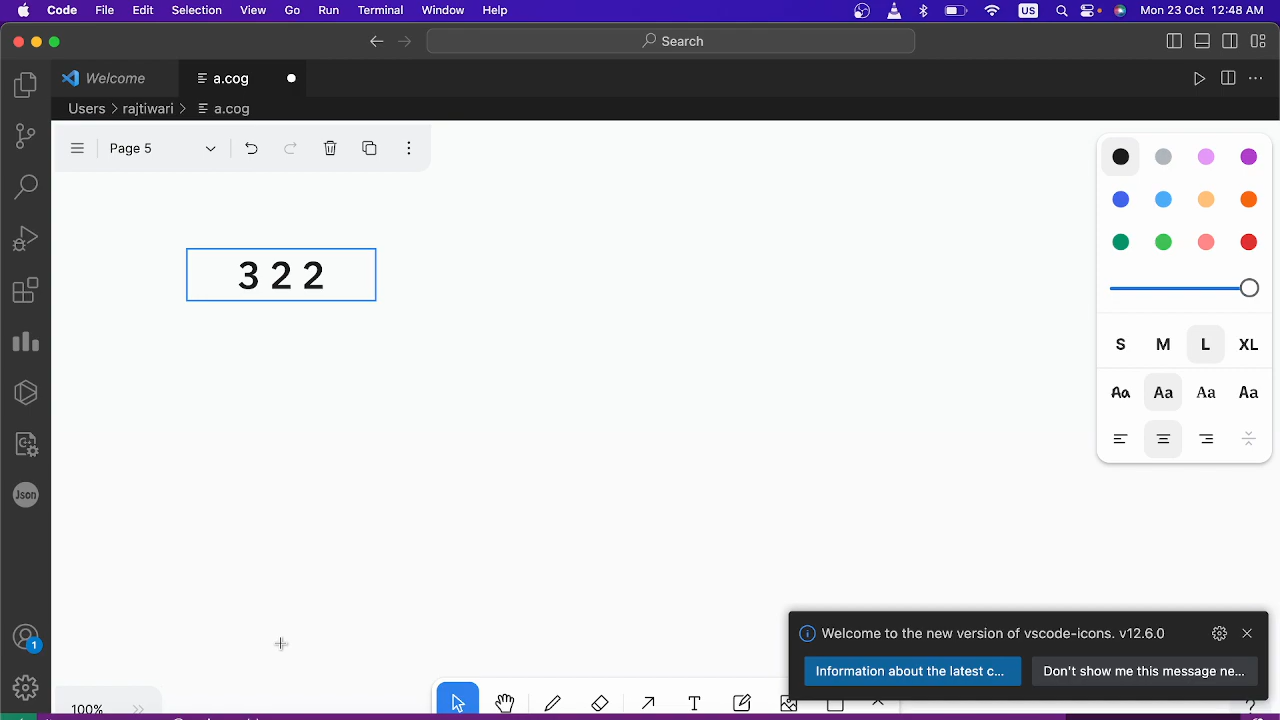 Code File Edit Selection View Go Run Terminal Window Help US Mon 23 Oct 12:48 AM
Search
Welcome a.cog
Users > rajtiwari > a.cog
Page 5
3 2 2
S M L XL
Aa Aa Aa Aa
Json
1
Welcome to the new version of vscode-icons. v12.6.0
Information about the latest c... Don't show me this message ne...
100% >> T ?